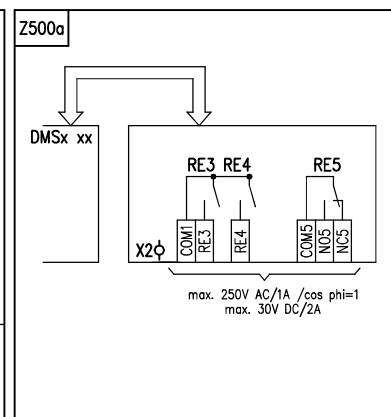 Z500a
DMSx xx
RE3 RE4 RE5
X2
COM1
RE3
RE4
COM5
NO5
NC5
max. 250V AC/1A /cos phi=1
max. 30V DC/2A